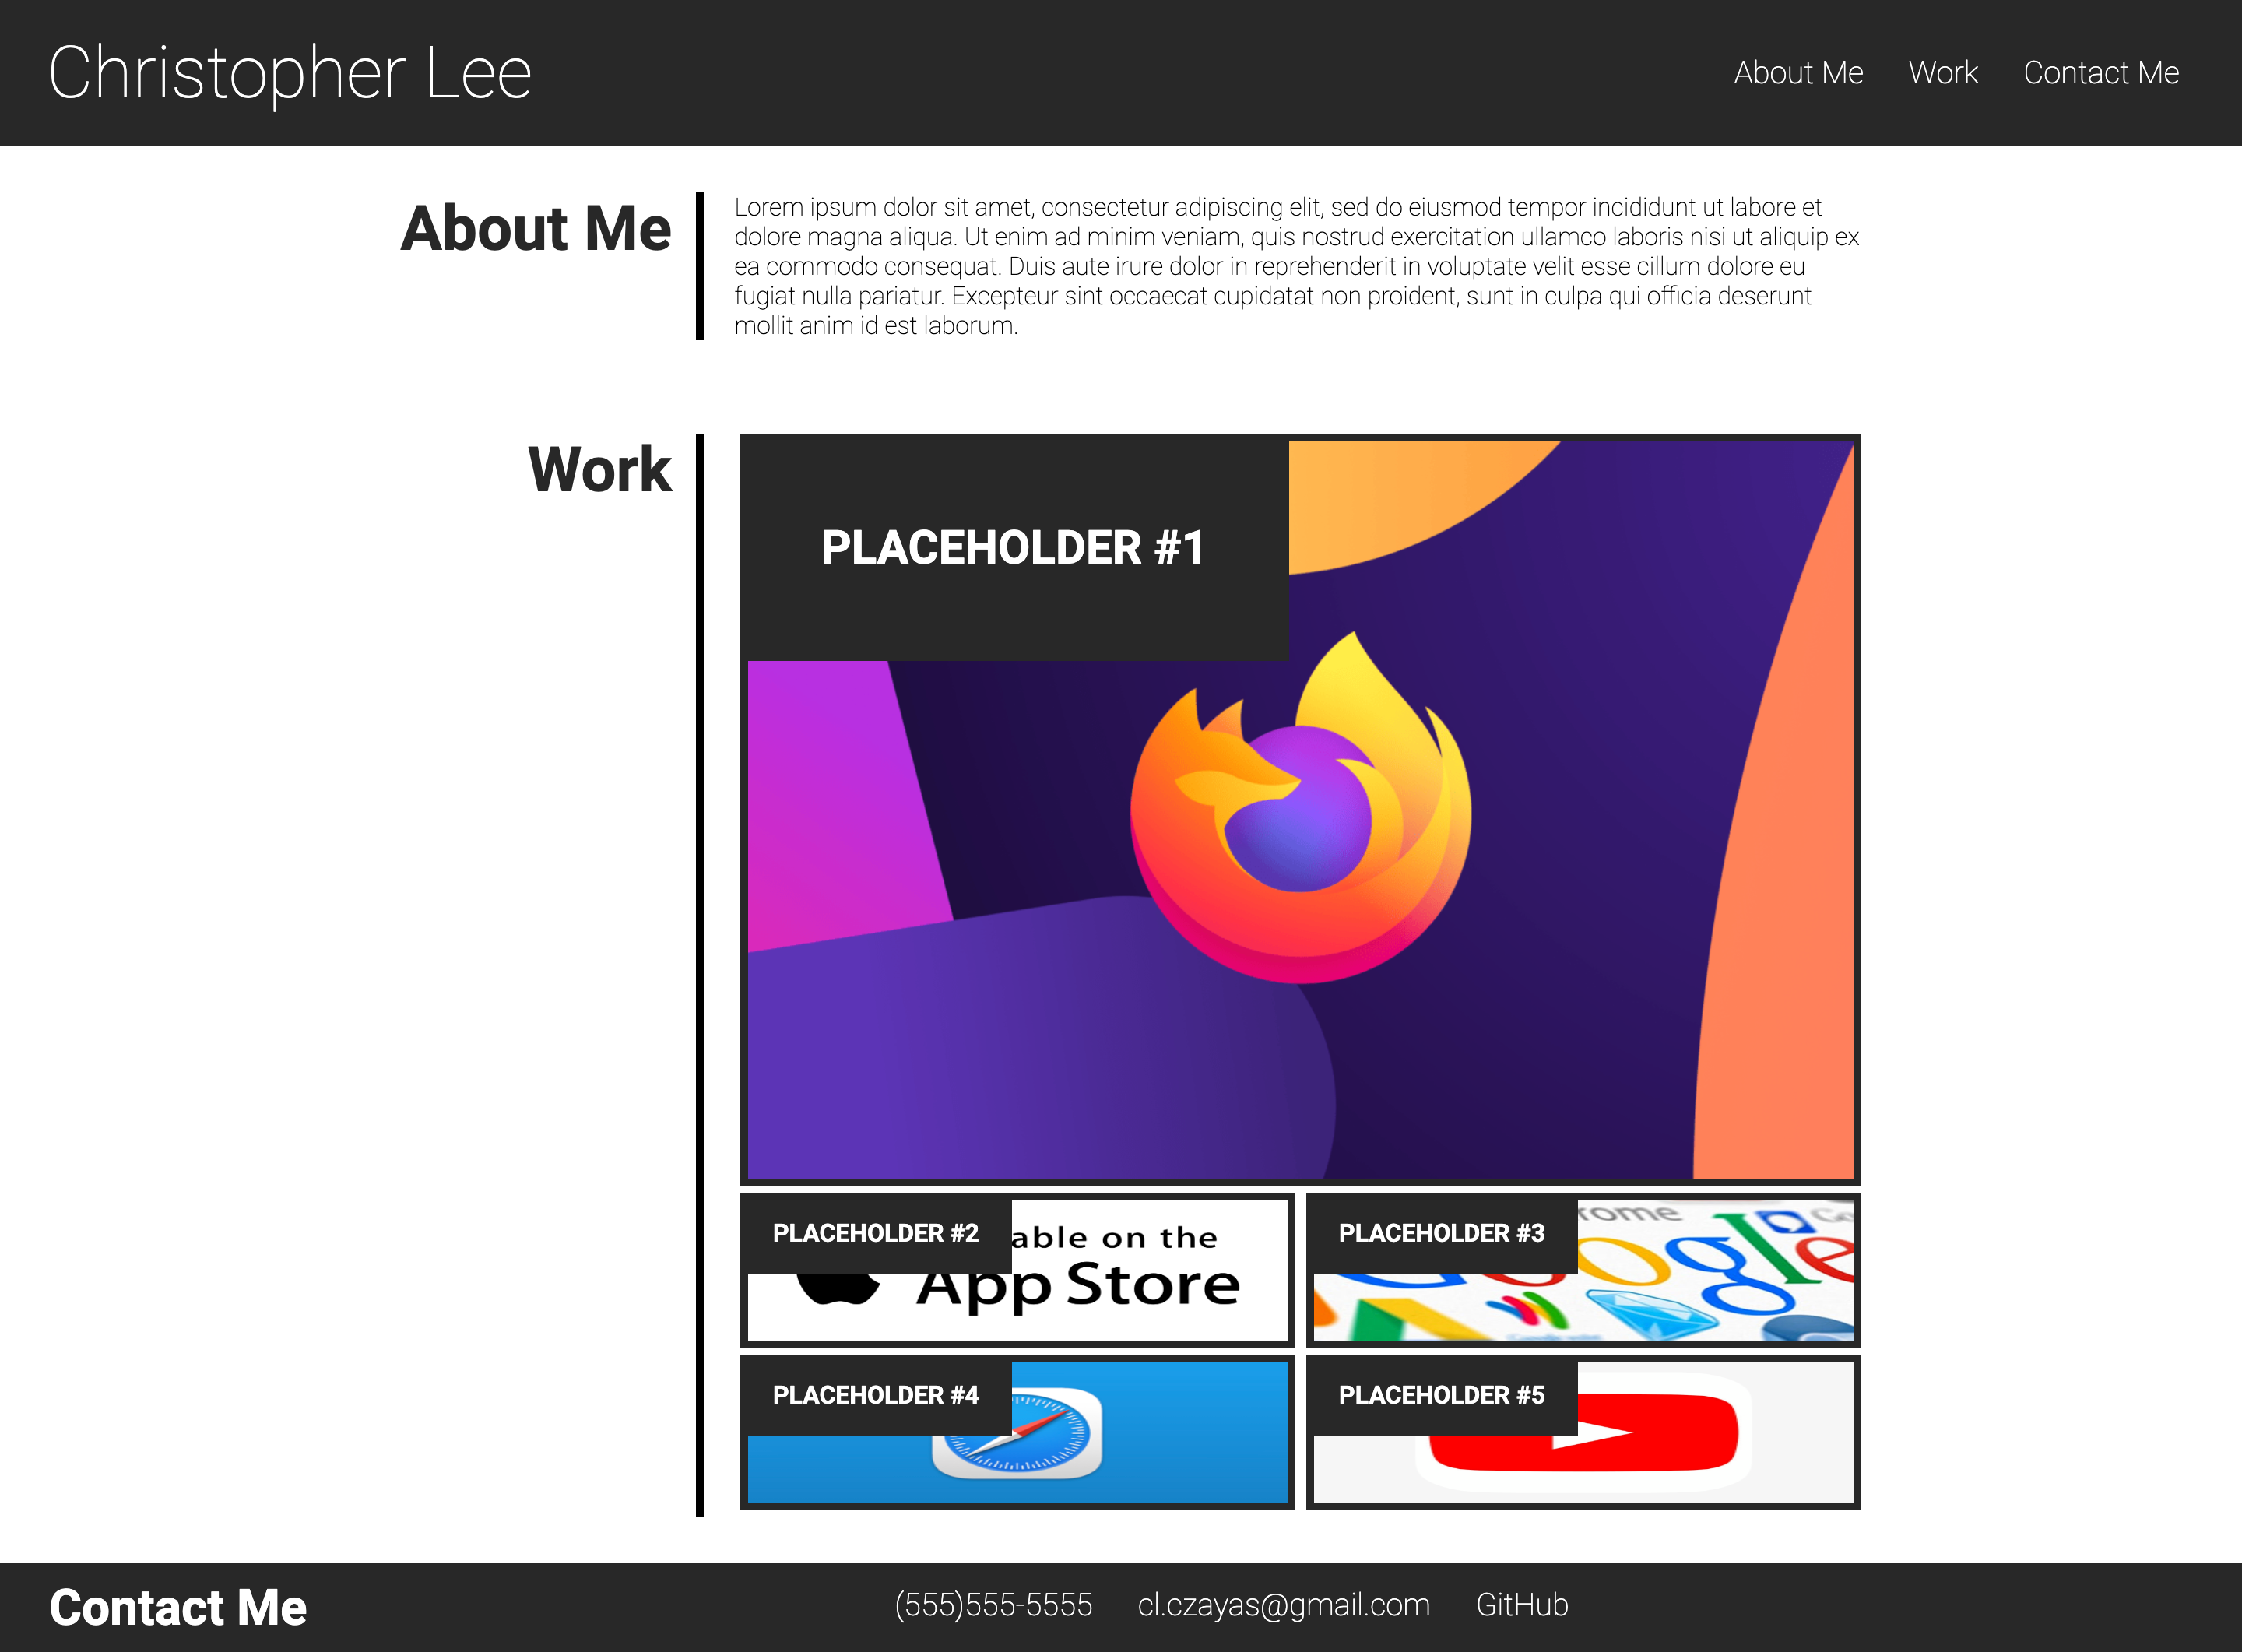 Christopher Lee
About Me Work Contact Me
About Me
Lorem ipsum dolor sit amet, consectetur adipiscing elit, sed do eiusmod tempor incididunt ut labore et
dolore magna aliqua. Ut enim ad minim veniam, quis nostrud exercitation ullamco laboris nisi ut aliquip ex
ea commodo consequat. Duis aute irure dolor in reprehenderit in voluptate velit esse cillum dolore eu
fugiat nulla pariatur. Excepteur sint occaecat cupidatat non proident, sunt in culpa qui officia deserunt
mollit anim id est laborum.
Work
PLACEHOLDER #1
PLACEHOLDER #2
able on the
App Store
PLACEHOLDER #3
rome
Google
PLACEHOLDER #4
PLACEHOLDER #5
Contact Me
(555)555-5555 cl.czayas@gmail.com GitHub